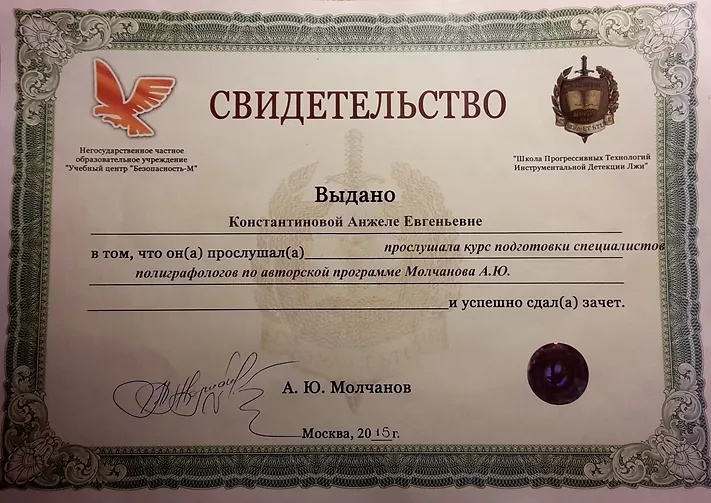 СВИДЕТЕЛЬСТВО
Негосударственное частное
образовательное учреждение
"Учебный центр "Безопасность-М"
"Школа Прогрессивных Технологий
Инструментальной Детекции Лжи"
Выдано
Константиновой Анжеле Евгеньевне
в том, что он(а) прослушал(а) прослушала курс подготовки специалистов
полиграфологов по авторской программе Молчанова А.Ю.
и успешно сдал(а) зачет.
А. Ю. Молчанов
Москва, 2015 г.